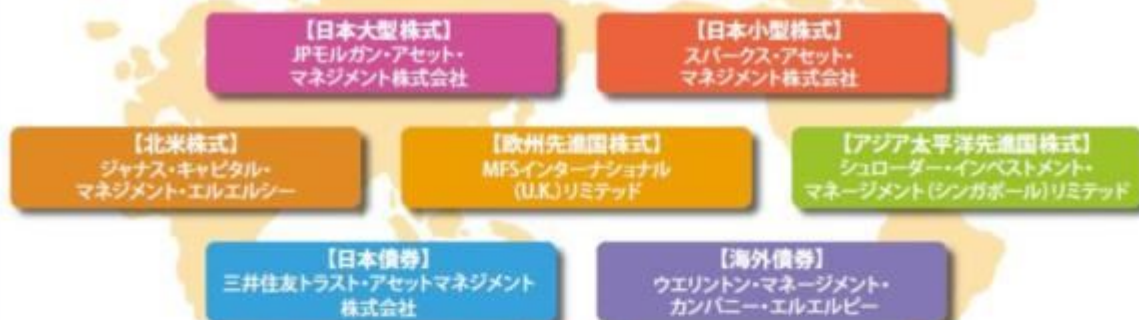 【日本大型株式】
JPモルガン・アセット・
マネジメント株式会社
【日本小型株式】
スパークス・アセット・
マネジメント株式会社
【北米株式】
ジャナス・キャピタル・
マネジメント・エルエルシー
【欧州先進国株式】
MFSインターナショナル
(U.K.)リミテッド
【アジア太平洋先進国株式】
シュローダー・インベストメント・
マネージメント(シンガポール)リミテッド
【日本債券】
三井住友トラスト・アセットマネジメント
株式会社
【海外債券】
ウエリントン・マネージメント・
カンパニー・エルエルピー